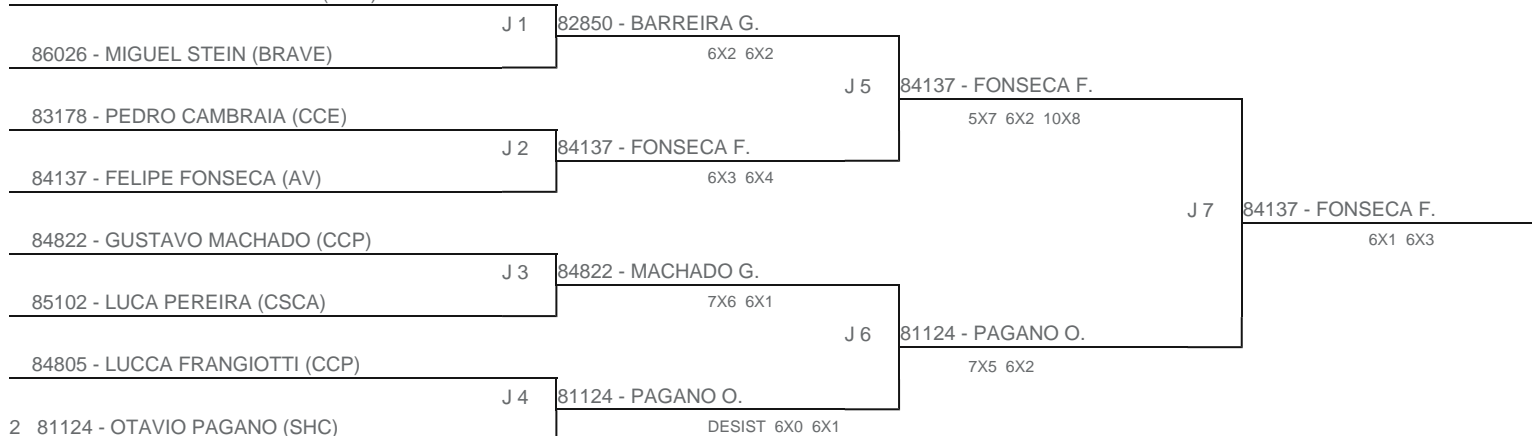 J 1
82850 - BARREIRA G.
86026 - MIGUEL STEIN (BRAVE)
6X2 6X2
J 5
84137 - FONSECA F.
83178 - PEDRO CAMBRAIA (CCE)
5X7 6X2 10X8
J 2
84137 - FONSECA F.
84137 - FELIPE FONSECA (AV)
6X3 6X4
J 7
84137 - FONSECA F.
84822 - GUSTAVO MACHADO (CCP)
6X1 6X3
J 3
84822 - MACHADO G.
85102 - LUCA PEREIRA (CSCA)
7X6 6X1
J 6
81124 - PAGANO O.
84805 - LUCCA FRANGIOTTI (CCP)
7X5 6X2
J 4
81124 - PAGANO O.
2 81124 - OTAVIO PAGANO (SHC)
DESIST 6X0 6X1